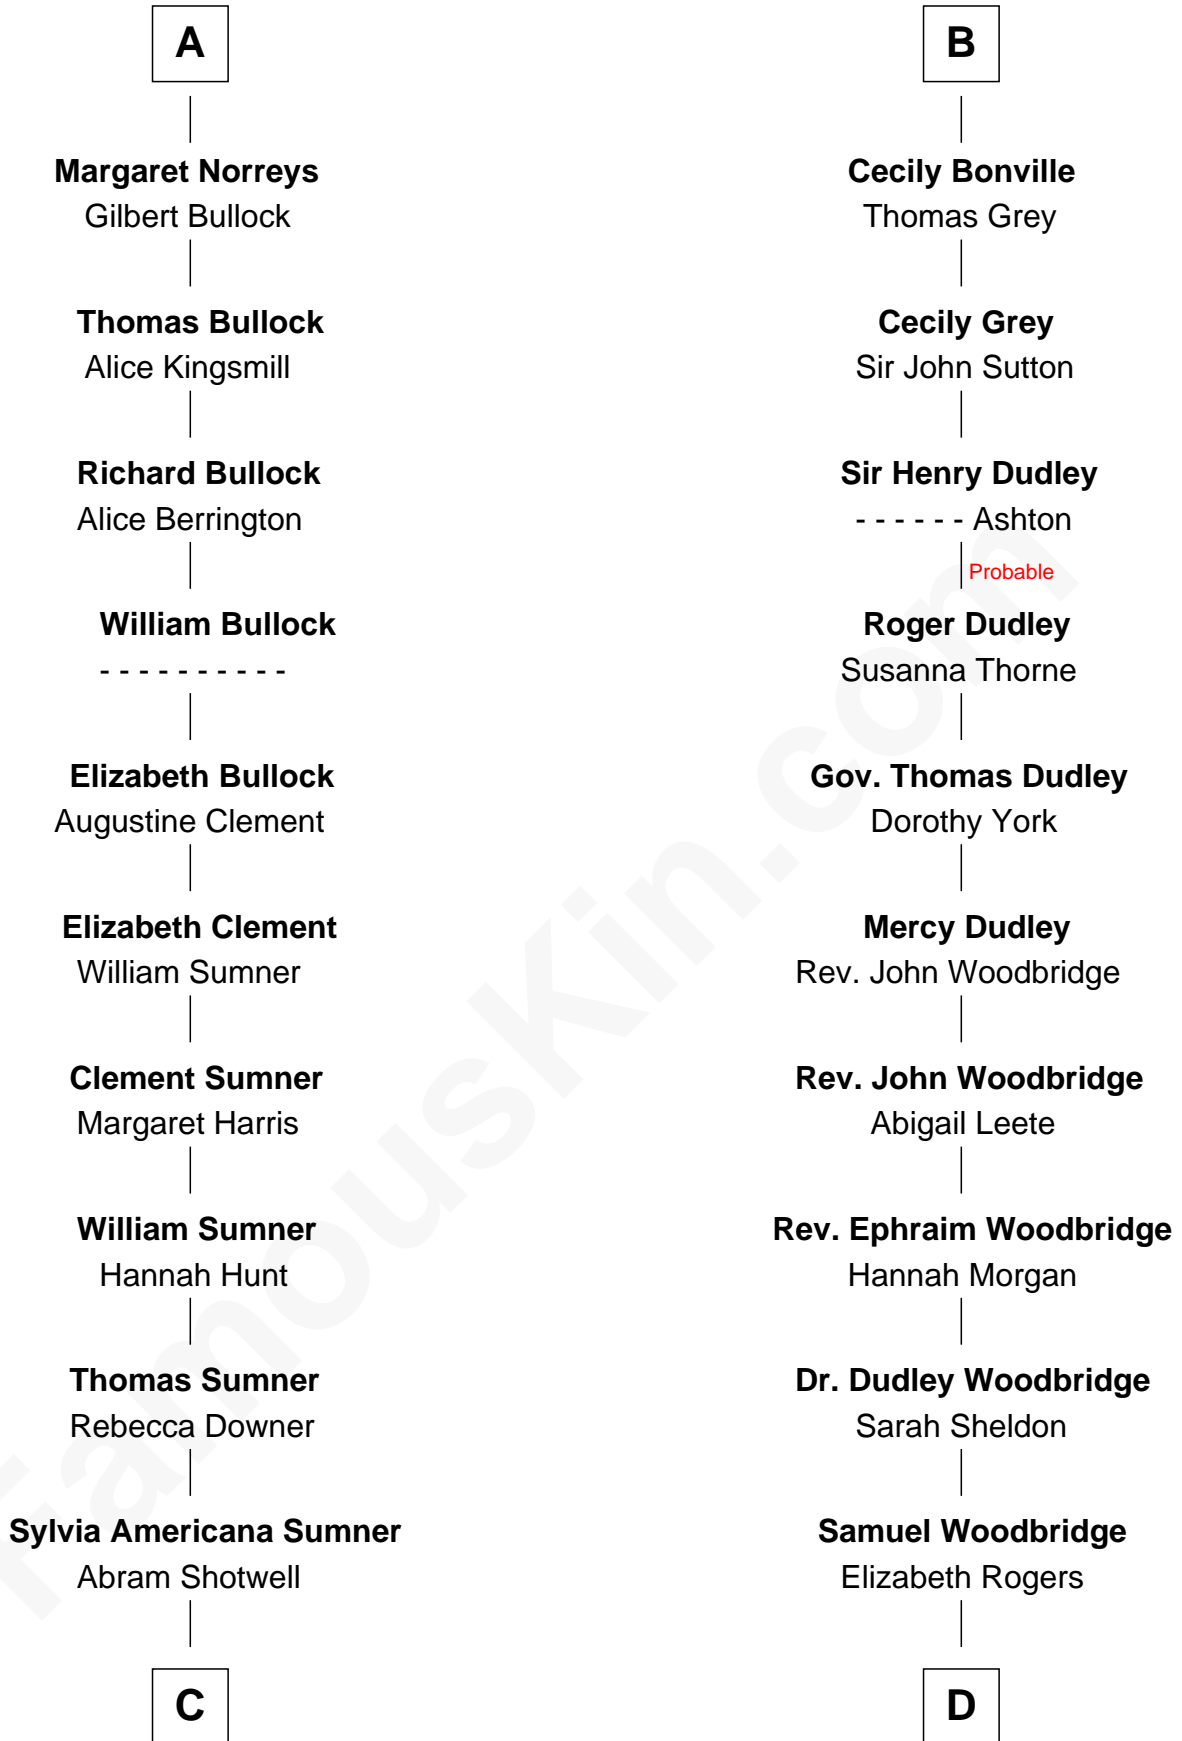 A
Margaret Norreys
Gilbert Bullock
Thomas Bullock
Alice Kingsmill
Richard Bullock
Alice Berrington
William Bullock
- - - - - - - - - -
Elizabeth Bullock
Augustine Clement
Elizabeth Clement
William Sumner
Clement Sumner
Margaret Harris
William Sumner
Hannah Hunt
Thomas Sumner
Rebecca Downer
Sylvia Americana Sumner
Abram Shotwell
C
B
Cecily Bonville
Thomas Grey
Cecily Grey
Sir John Sutton
Sir Henry Dudley
- - - - - - Ashton
Probable
Roger Dudley
Susanna Thorne
Gov. Thomas Dudley
Dorothy York
Mercy Dudley
Rev. John Woodbridge
Rev. John Woodbridge
Abigail Leete
Rev. Ephraim Woodbridge
Hannah Morgan
Dr. Dudley Woodbridge
Sarah Sheldon
Samuel Woodbridge
Elizabeth Rogers
D
FamousKin.com